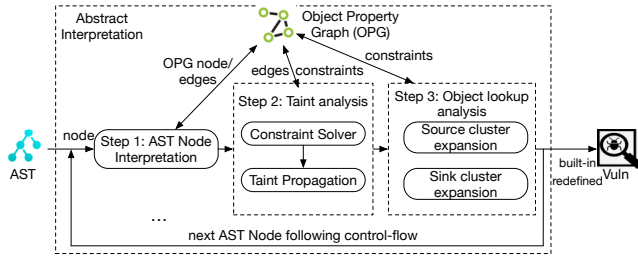 Abstract
Interpretation
Object Property
Graph (OPG)
OPG node/
edges
edges
constraints
constraints
Step 2: Taint analysis
Step 3: Object lookup
analysis
node
Step 1: AST Node
Interpretation
Constraint Solver
Taint Propagation
Source cluster
expansion
Sink cluster
expansion
AST
built-in
redefined
Vuln
...
next AST Node following control-flow